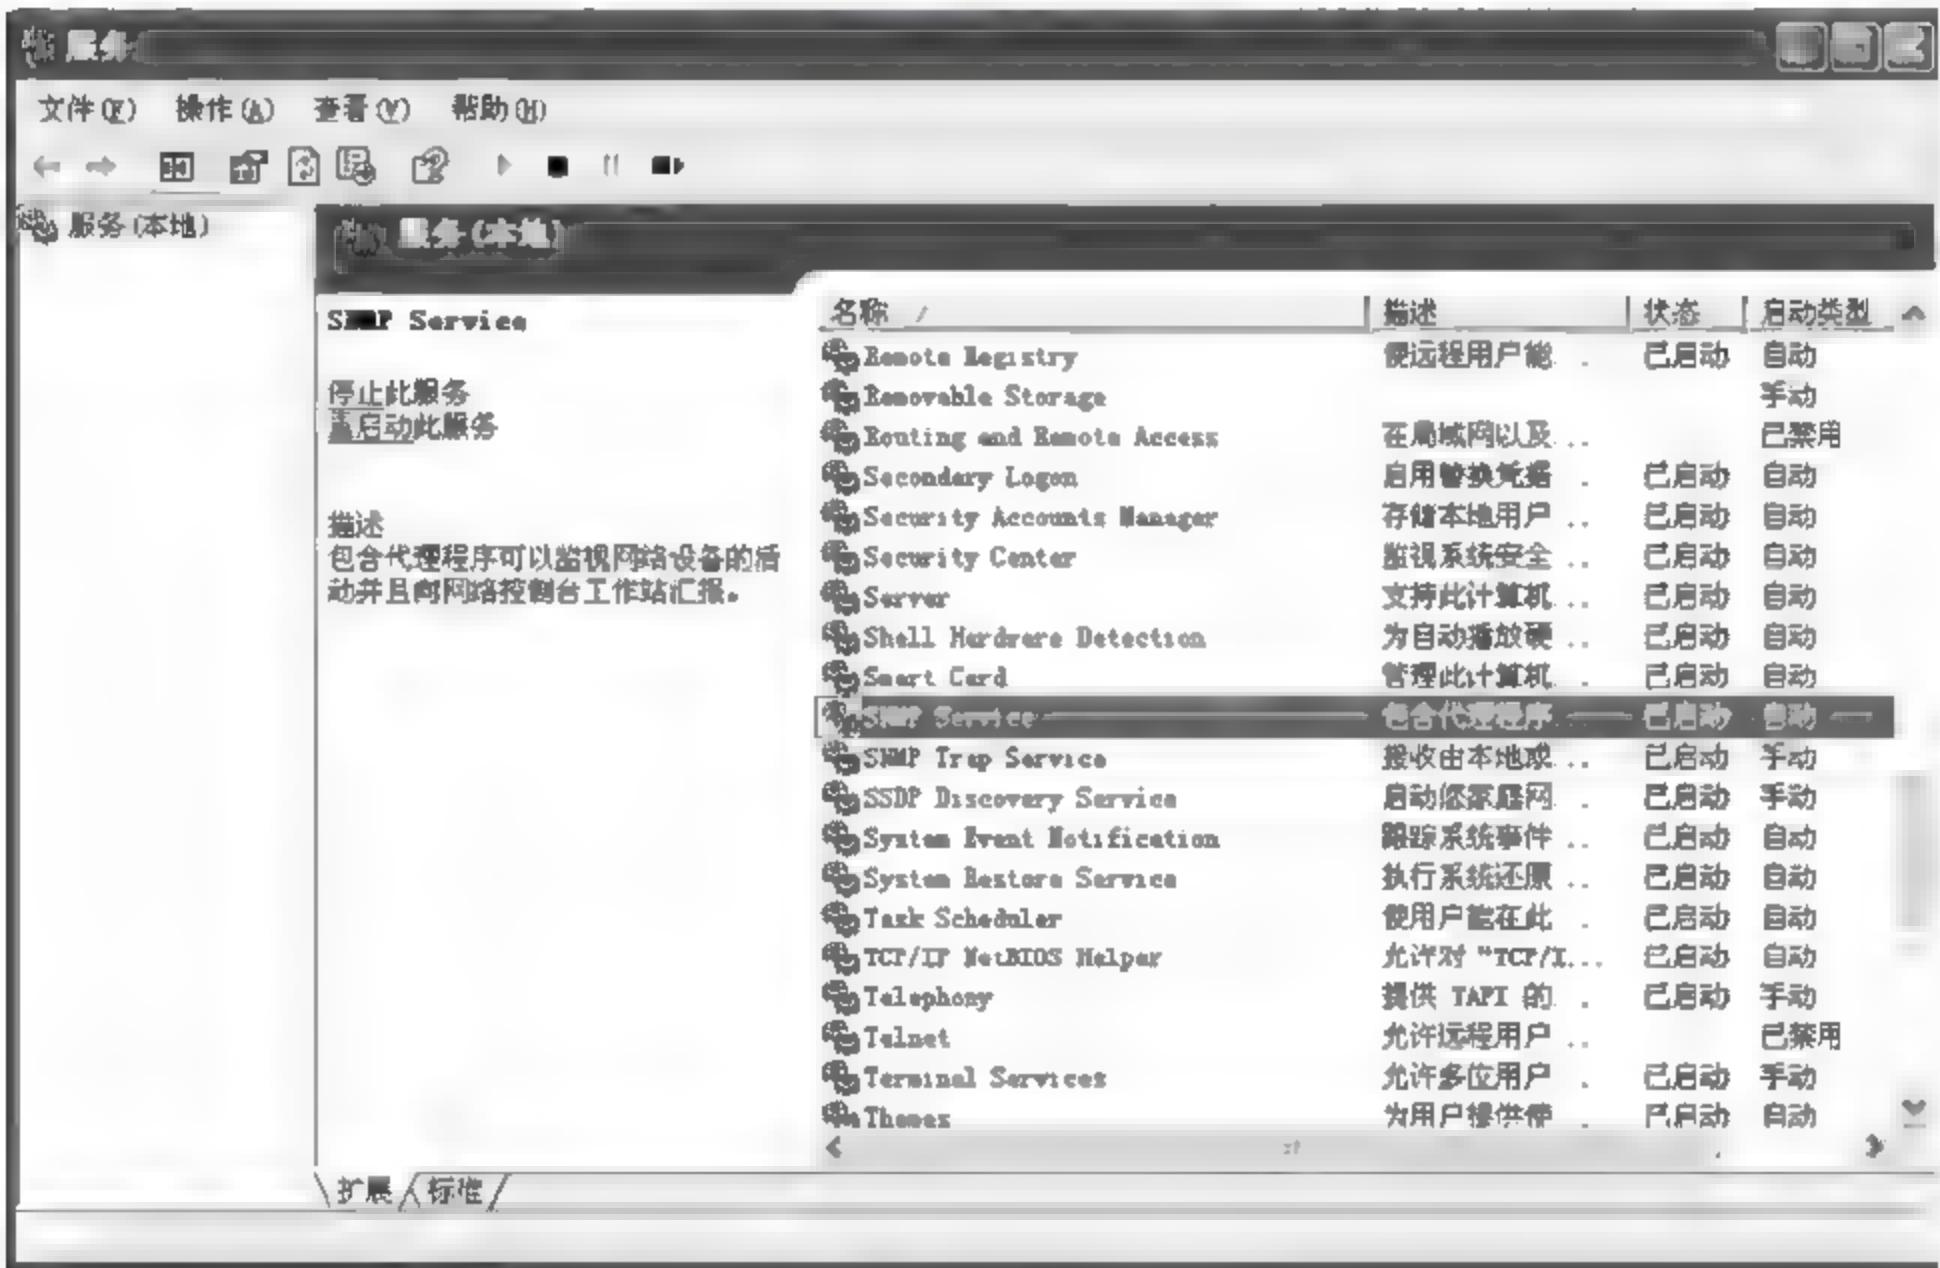 服务
文件(F) 操作(A) 查看(V) 帮助(H)
服务(本地)
服务(本地)
SNMP Service
停止此服务
重启动此服务
描述
包含代理程序可以监视网络设备的活
动并且向网络控制台工作站汇报。
名称 / 描述 状态 启动类型
Remote Registry 使远程用户能 .. 已启动 自动
Removable Storage 手动
Routing and Remote Access 在局域网以及 ... 已禁用
Secondary Logon 启用替换凭据 .. 已启动 自动
Security Accounts Manager 存储本地用户 .. 已启动 自动
Security Center 监视系统安全 .. 已启动 自动
Server 支持此计算机 ... 已启动 自动
Shell Hardware Detection 为自动播放硬 ... 已启动 自动
Smart Card 管理此计算机 ... 已启动 自动
SNMP Service 包含代理程序 已启动 自动
SNMP Trap Service 接收由本地或 ... 已启动 手动
SSDP Discovery Service 启动您家庭网 .. 已启动 手动
System Event Notification 跟踪系统事件 .. 已启动 自动
System Restore Service 执行系统还原 .. 已启动 自动
Task Scheduler 使用户能在此 .. 已启动 自动
TCP/IP NetBIOS Helper 允许对 "TCP/I... 已启动 自动
Telephony 提供 TAPI 的 .. 已启动 手动
Telnet 允许远程用户 .. 已禁用
Terminal Services 允许多位用户 .. 已启动 手动
Themes 为用户提供使 .. 已启动 自动
扩展 标准